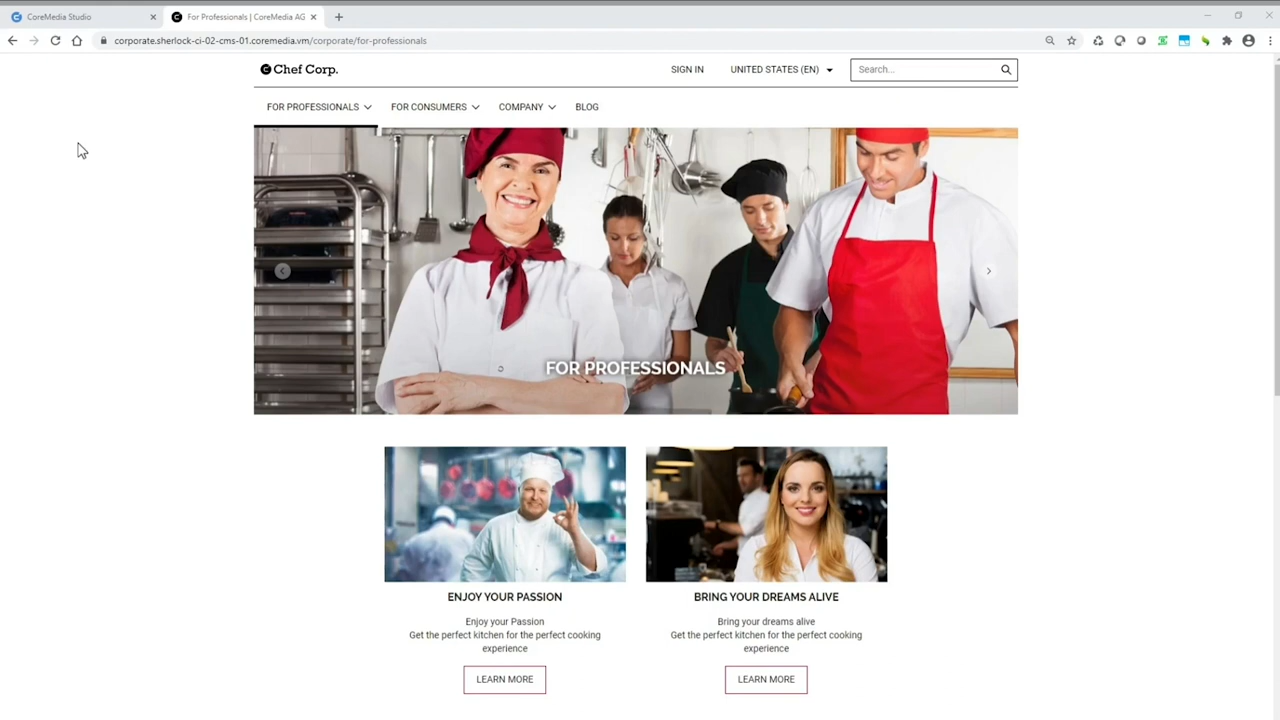 CoreMedia Studio
For Professionals | CoreMedia AG
corporate.sherlock-ci-02-cms-01.coremedia.vm/corporate/for-professionals
Chef Corp.
SIGN IN
UNITED STATES (EN)
Search...
FOR PROFESSIONALS
FOR CONSUMERS
COMPANY
BLOG
FOR PROFESSIONALS
ENJOY YOUR PASSION
Enjoy your Passion
Get the perfect kitchen for the perfect cooking
experience
LEARN MORE
BRING YOUR DREAMS ALIVE
Bring your dreams alive
Get the perfect kitchen for the perfect cooking
experience
LEARN MORE